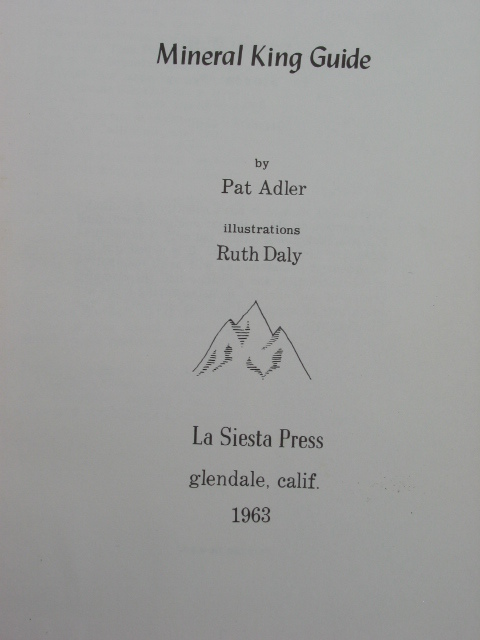 Mineral King Guide
by
Pat Adler
illustrations
Ruth Daly
La Siesta Press
glendale, calif.
1963